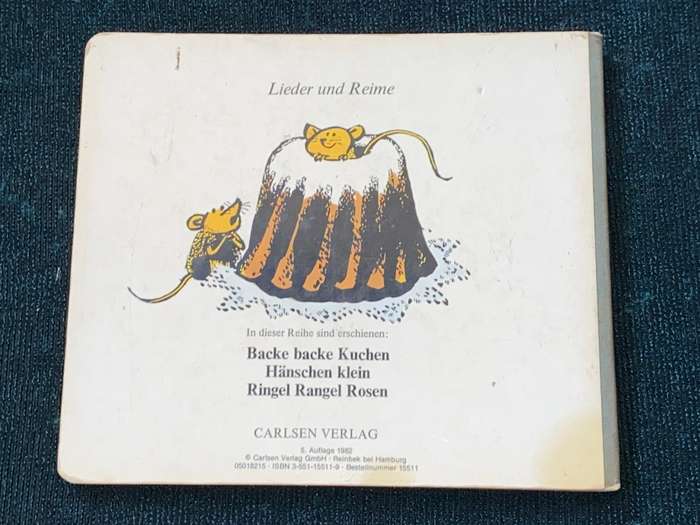 Lieder und Reime
In dieser Reihe sind erschienen:
Backe backe Kuchen
Hänschen klein
Ringel Rangel Rosen
CARLSEN VERLAG
5. Auflage 1982
© Carlsen Verlag GmbH · Reinbek bei Hamburg
05018215 · ISBN 3-551-15511-9 · Bestellnummer 15511